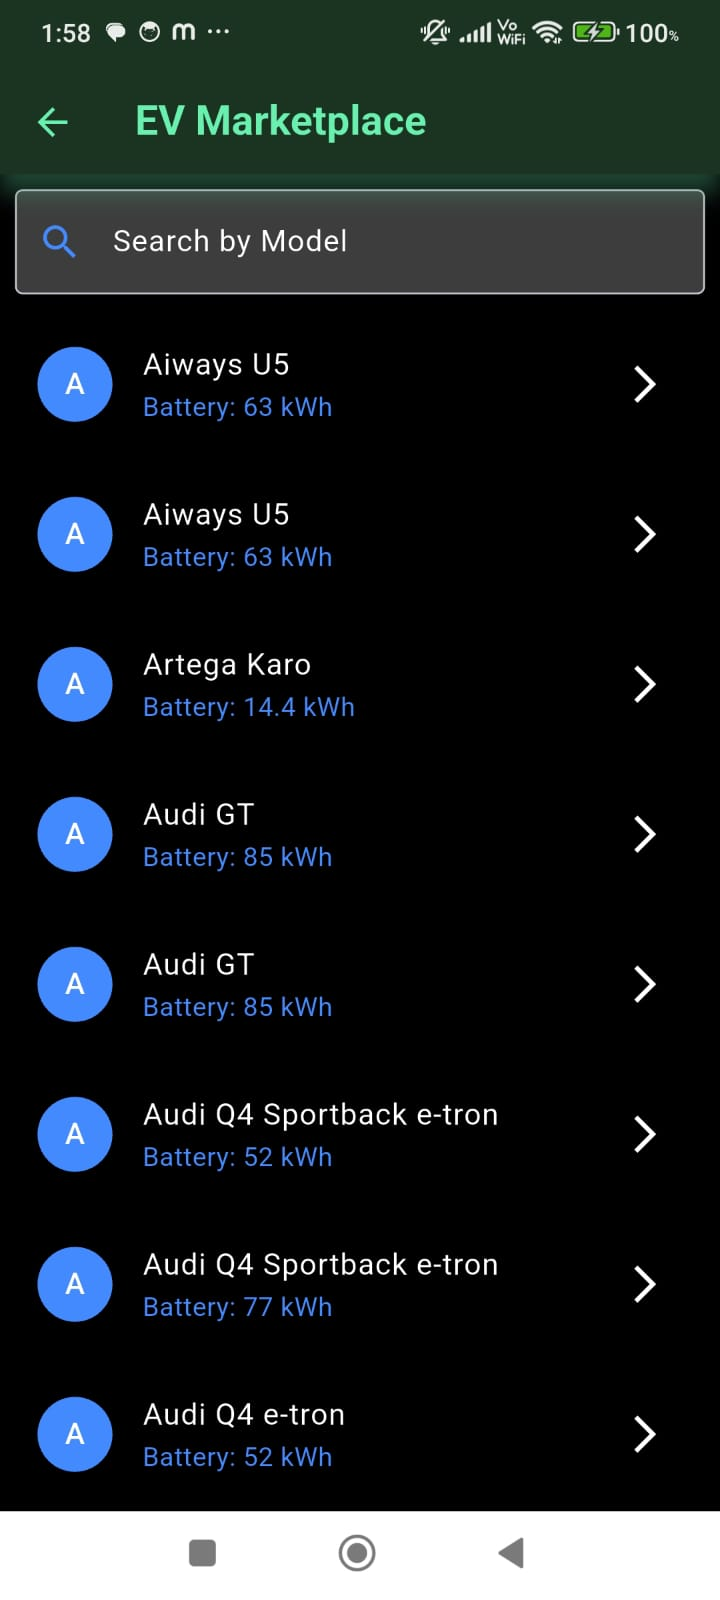 1:58 m ... Vo WiFi 100%
EV Marketplace
Search by Model
A Aiways U5
Battery: 63 kWh
A Aiways U5
Battery: 63 kWh
A Artega Karo
Battery: 14.4 kWh
A Audi GT
Battery: 85 kWh
A Audi GT
Battery: 85 kWh
A Audi Q4 Sportback e-tron
Battery: 52 kWh
A Audi Q4 Sportback e-tron
Battery: 77 kWh
A Audi Q4 e-tron
Battery: 52 kWh